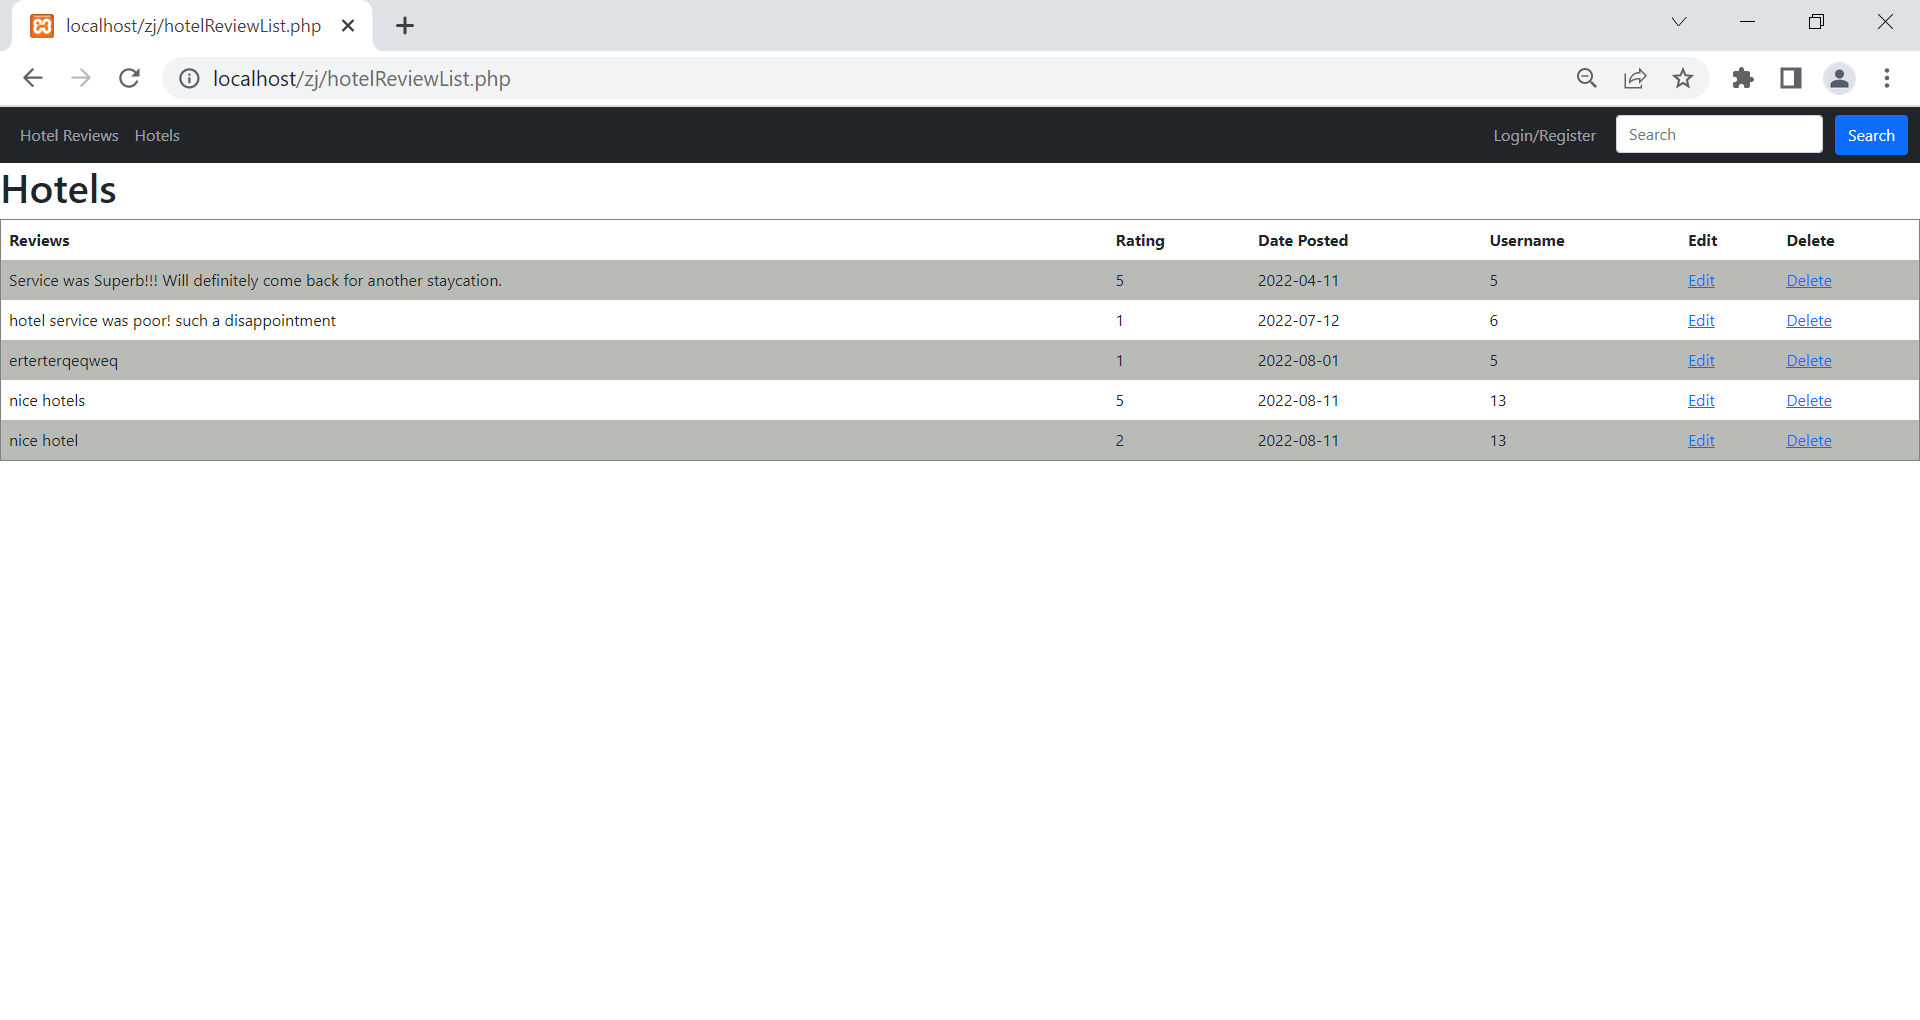 localhost/zj/hotelReviewList.php
localhost/zj/hotelReviewList.php
Hotel Reviews Hotels Login/Register Search Search
Hotels
Reviews Rating Date Posted Username Edit Delete
Service was Superb!!! Will definitely come back for another staycation. 5 2022-04-11 5 Edit Delete
hotel service was poor! such a disappointment 1 2022-07-12 6 Edit Delete
erterterqeqweq 1 2022-08-01 5 Edit Delete
nice hotels 5 2022-08-11 13 Edit Delete
nice hotel 2 2022-08-11 13 Edit Delete